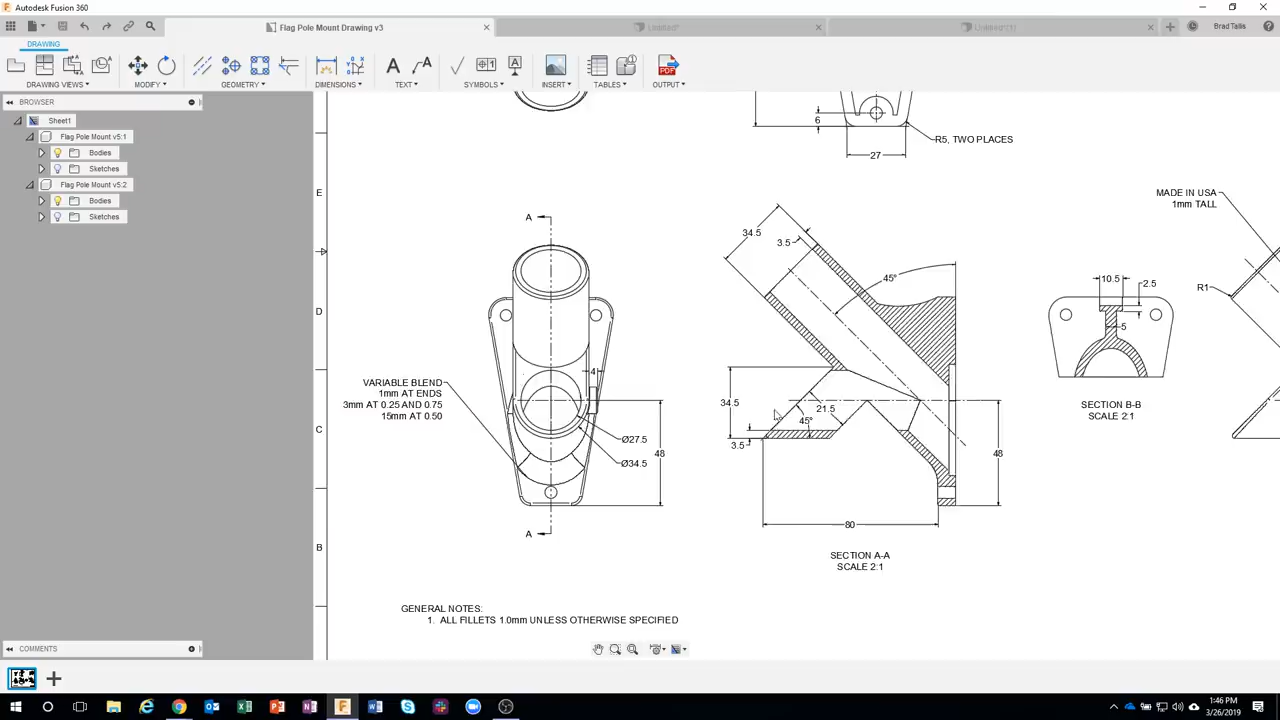 Autodesk Fusion 360
Flag Pole Mount Drawing v3
Untitled*
Untitled*(1)
Brad Tallis
DRAWING
DRAWING VIEWS
MODIFY
GEOMETRY
DIMENSIONS
TEXT
SYMBOLS
INSERT
TABLES
OUTPUT
PDF
BROWSER
Sheet1
Flag Pole Mount v5:1
Bodies
Sketches
Flag Pole Mount v5:2
Bodies
Sketches
COMMENTS
E
D
C
B
6
27
R5, TWO PLACES
A
A
4
Ø27.5
Ø34.5
48
VARIABLE BLEND
1mm AT ENDS
3mm AT 0.25 AND 0.75
15mm AT 0.50
34.5
3.5
45°
34.5
21.5
45°
3.5
48
80
SECTION A-A
SCALE 2:1
MADE IN USA
1mm TALL
10.5
2.5
5
R1
SECTION B-B
SCALE 2:1
GENERAL NOTES:
1. ALL FILLETS 1.0mm UNLESS OTHERWISE SPECIFIED
1:46 PM
3/26/2019